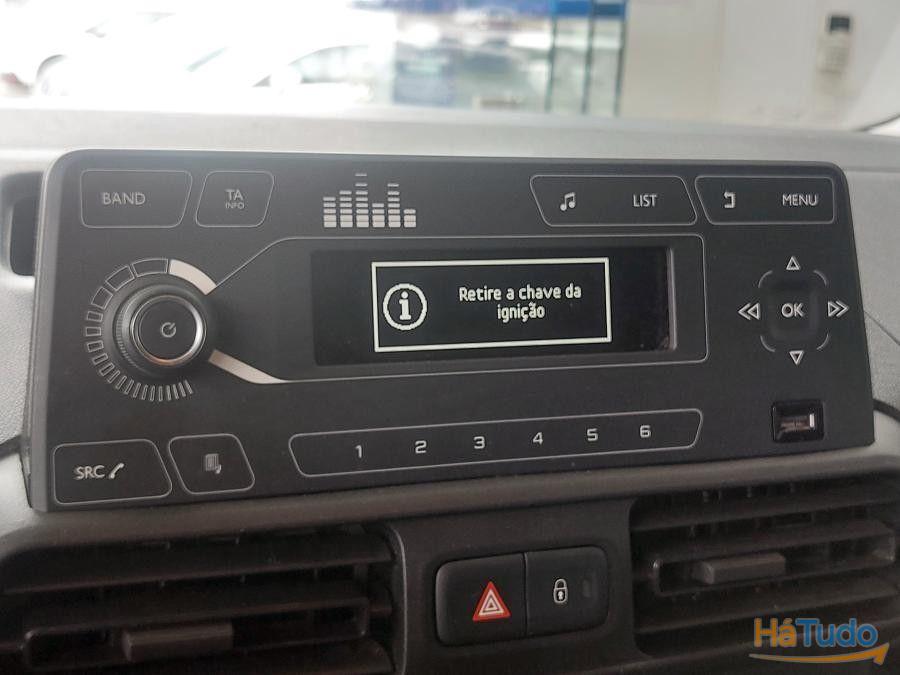 BAND
TA
INFO
LIST
MENU
Retire a chave da
ignição
OK
1 2 3 4 5 6
SRC
HáTudo